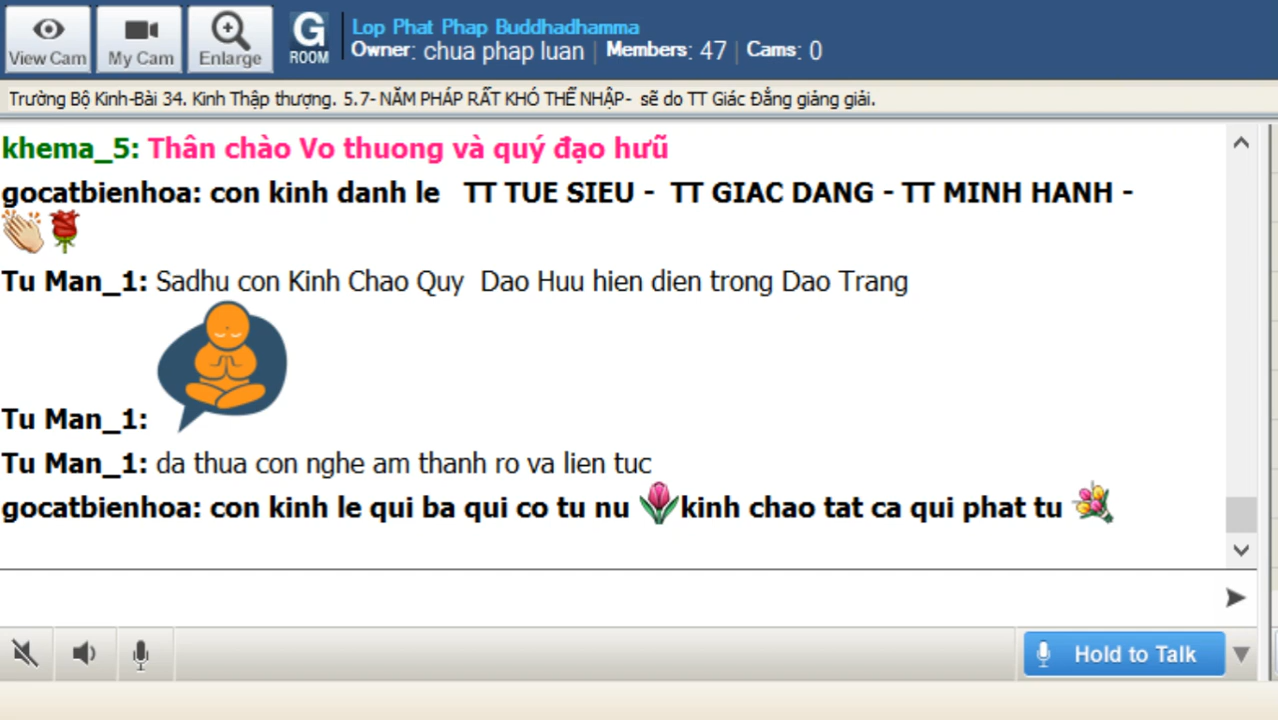 View Cam
My Cam
Enlarge
G
ROOM
Lop Phat Phap Buddhadhamma
Owner: chua phap luan | Members: 47 | Cams: 0
Trường Bộ Kinh-Bài 34. Kinh Thập thượng. 5.7- NĂM PHÁP RẤT KHÓ THỂ NHẬP- sẽ do TT Giác Đẳng giảng giải.
khema_5: Thân chào Vo thuong và quý đạo hưũ
gocatbienhoa: con kinh danh le TT TUE SIEU - TT GIAC DANG - TT MINH HANH -
Tu Man_1: Sadhu con Kinh Chao Quy Dao Huu hien dien trong Dao Trang
Tu Man_1:
Tu Man_1: da thua con nghe am thanh ro va lien tuc
gocatbienhoa: con kinh le qui ba qui co tu nu kinh chao tat ca qui phat tu
Hold to Talk